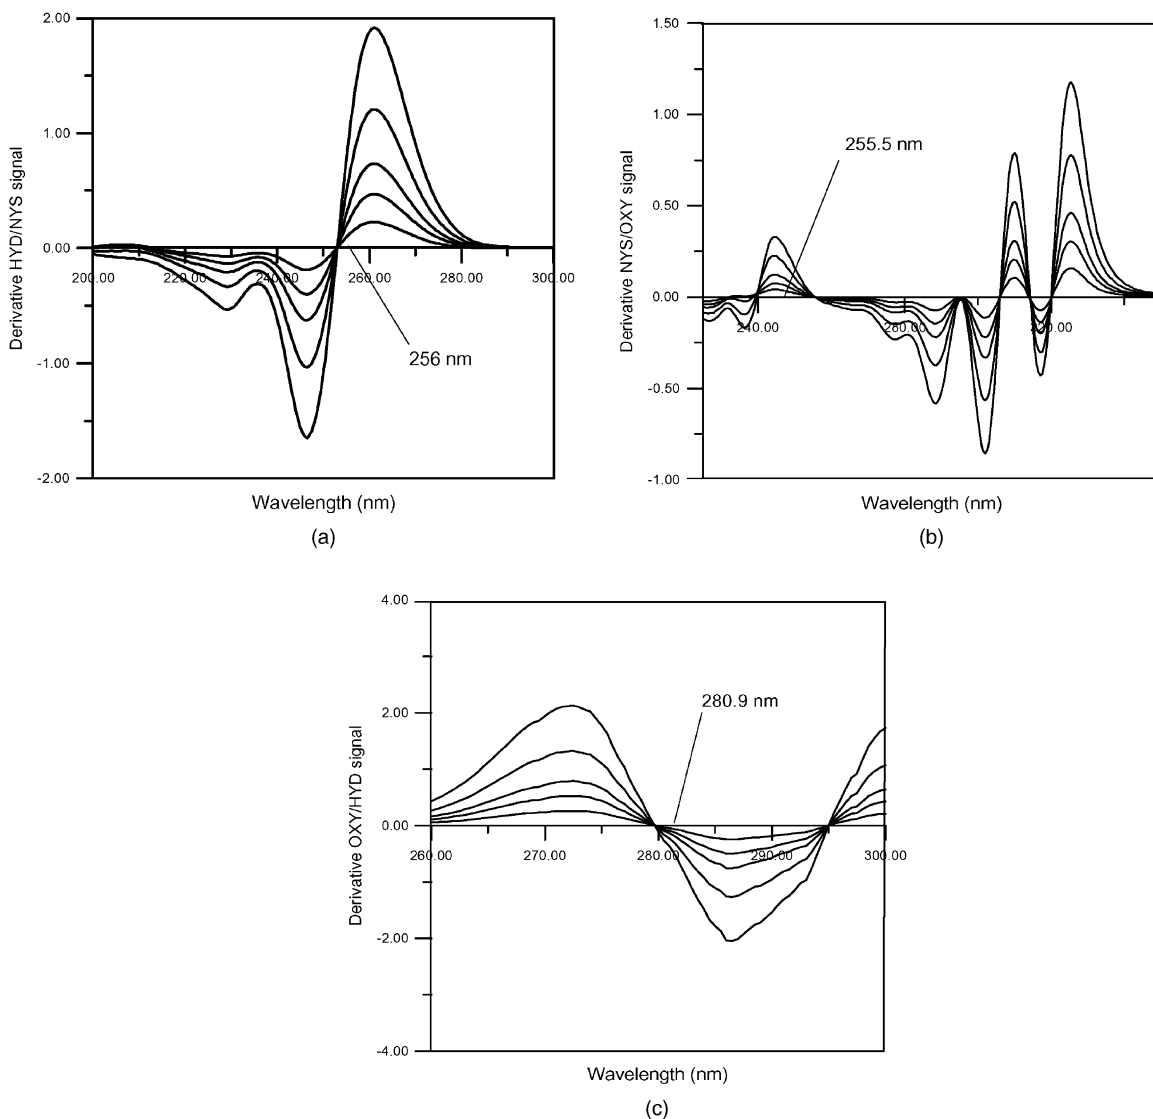 Derivative HYD/NYS signal
2.00
1.00
0.00
-1.00
-2.00
200.00 220.00 240.00 260.00 280.00 300.00
256 nm
Wavelength (nm)
(a)
Derivative NYS/OXY signal
1.50
1.00
0.50
0.00
-0.50
-1.00
240.00 280.00 320.00
255.5 nm
Wavelength (nm)
(b)
Derivative OXY/HYD signal
4.00
2.00
0.00
-2.00
-4.00
260.00 270.00 280.00 290.00 300.00
280.9 nm
Wavelength (nm)
(c)